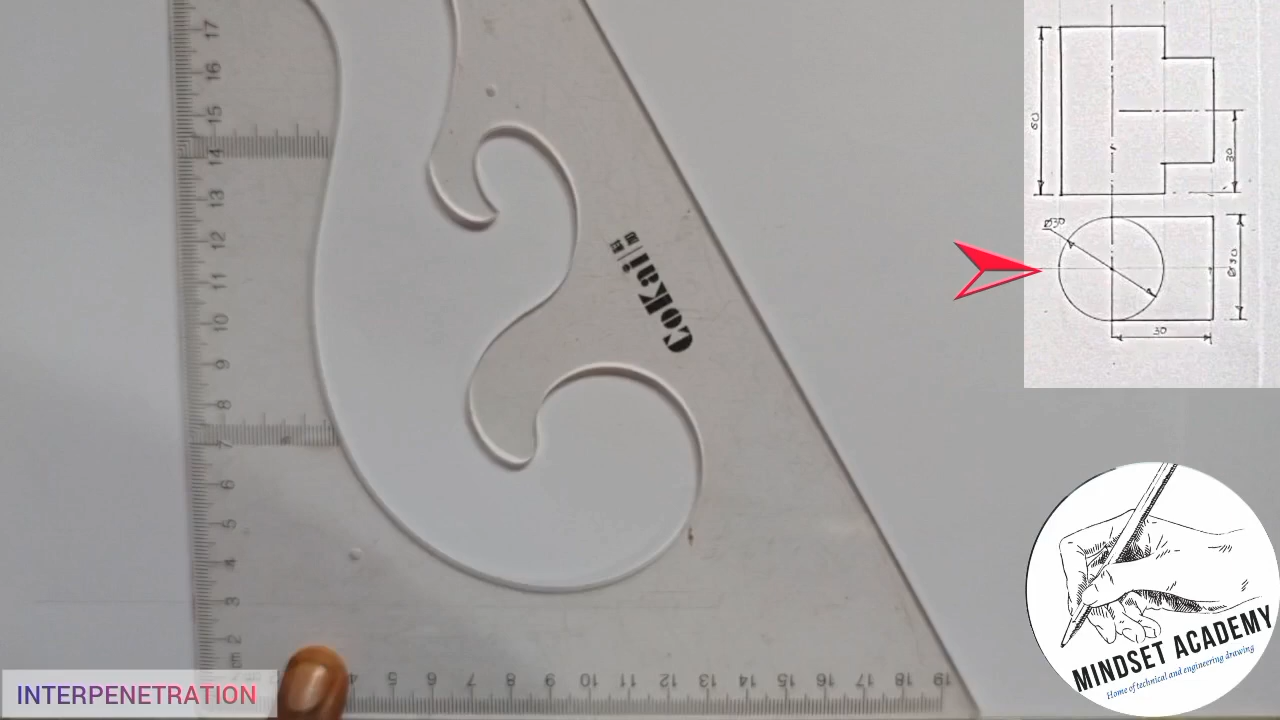 17
16
15
14
13
12
11
10
9
8
7
6
5
4
3
2
cm
4 5 6 7 8 9 10 11 12 13 14 15 16 17 18 19
CoKai
60
30
Ø30
Ø30
30
INTERPENETRATION
MINDSET ACADEMY
Home of technical and engineering drawing